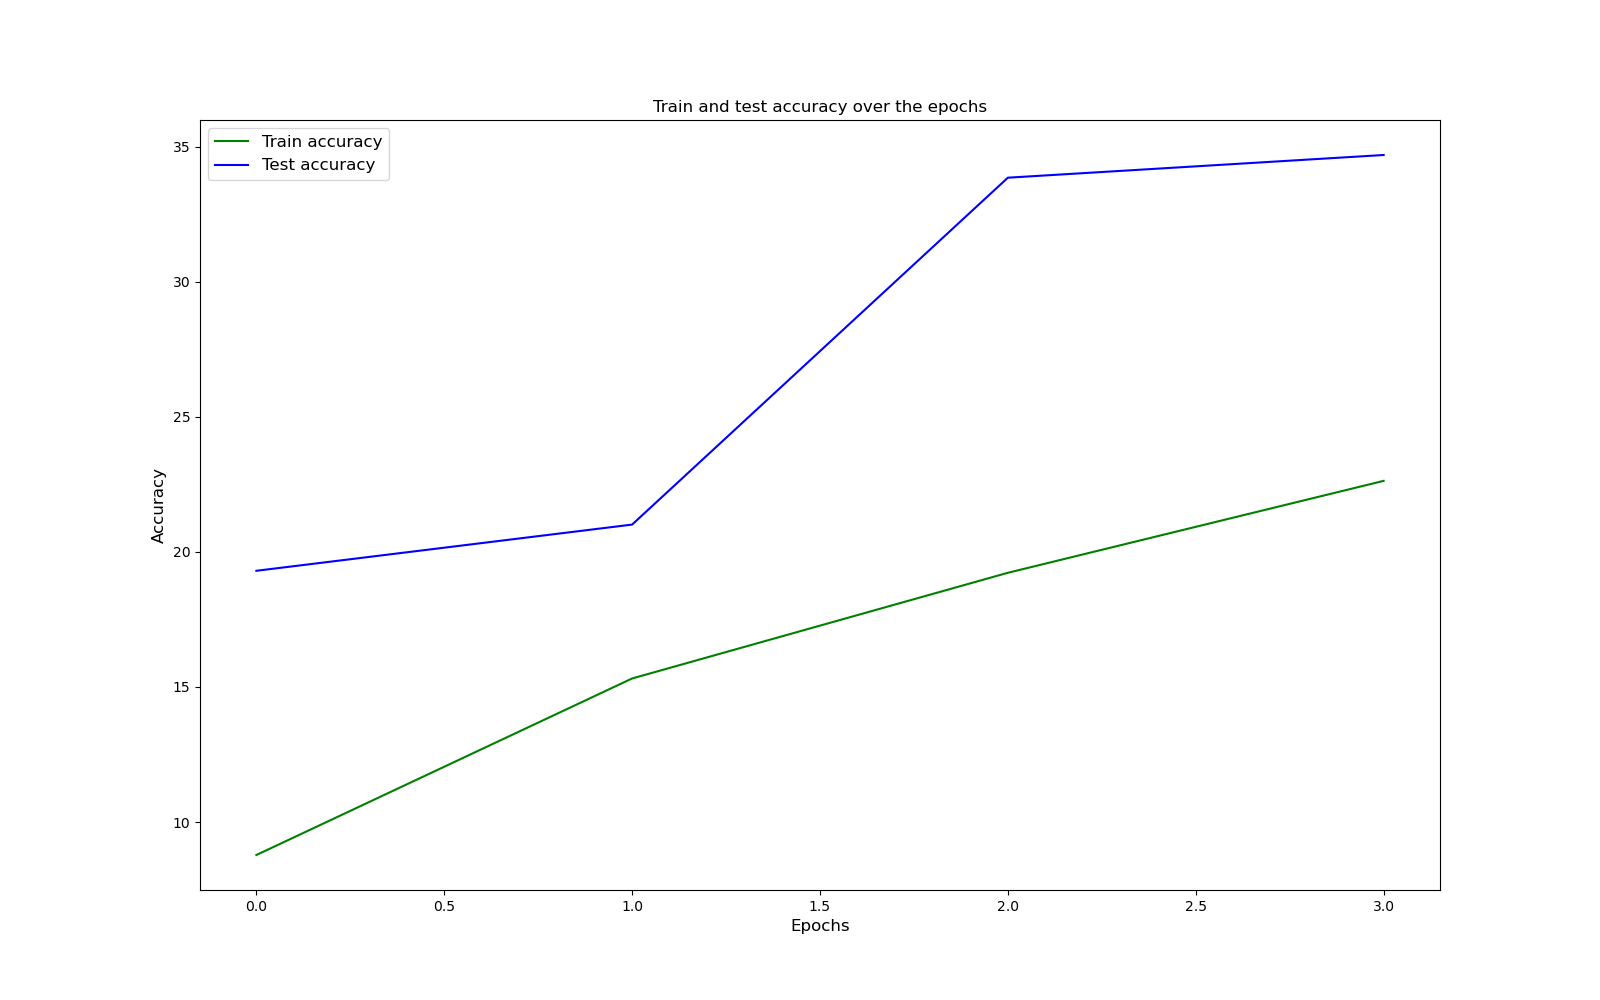 Train and test accuracy over the epochs
Train accuracy
Test accuracy
35
30
25
20
15
10
Accuracy
0.0 0.5 1.0 1.5 2.0 2.5 3.0
Epochs